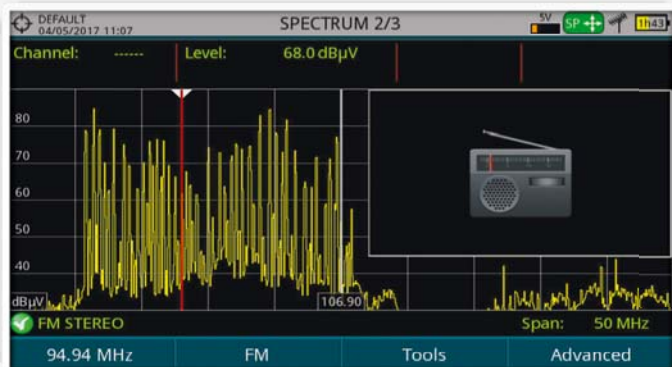 DEFAULT
04/05/2017 11:07
SPECTRUM 2/3
5V
SP
1h43
Channel: ------ Level: 68.0 dBµV
80
70
60
50
40
dBµV
106.90
FM STEREO
Span: 50 MHz
94.94 MHz FM Tools Advanced